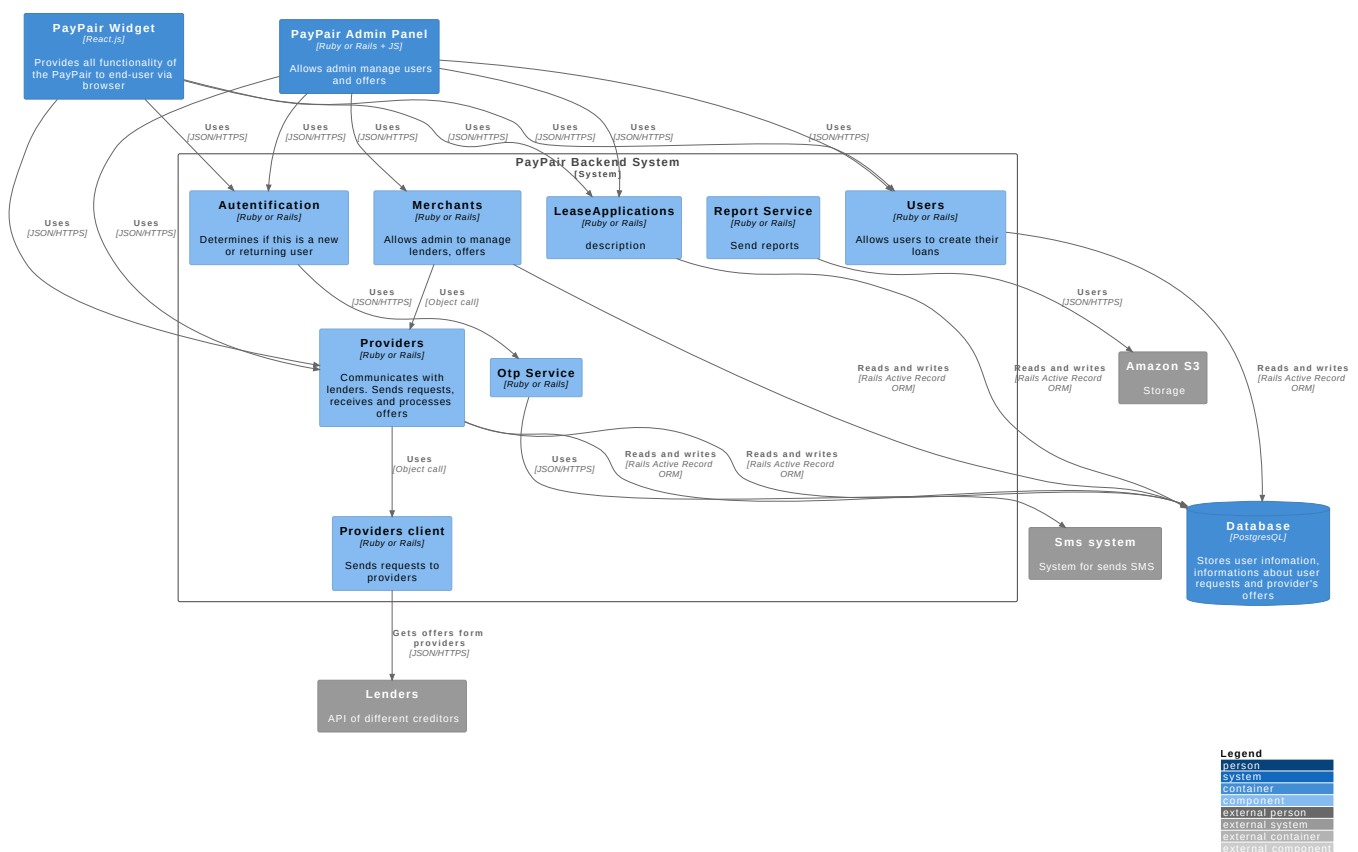 PayPair Widget
[React.js]
Provides all functionality of
the PayPair to end-user via
browser
PayPair Admin Panel
[Ruby or Rails + JS]
Allows admin manage users
and offers
Uses
[JSON/HTTPS]
Uses
[JSON/HTTPS]
Uses
[JSON/HTTPS]
Uses
[JSON/HTTPS]
Uses
[JSON/HTTPS]
Uses
[JSON/HTTPS]
Uses
[JSON/HTTPS]
PayPair Backend System
[System]
Uses
[JSON/HTTPS]
Uses
[JSON/HTTPS]
Autentification
[Ruby or Rails]
Determines if this is a new
or returning user
Merchants
[Ruby or Rails]
Allows admin to manage
lenders, offers
LeaseApplications
[Ruby or Rails]
description
Report Service
[Ruby or Rails]
Send reports
Users
[Ruby or Rails]
Allows users to create their
loans
Uses
[JSON/HTTPS]
Uses
[Object call]
Users
[JSON/HTTPS]
Providers
[Ruby or Rails]
Communicates with
lenders. Sends requests,
receives and processes
offers
Otp Service
[Ruby or Rails]
Reads and writes
[Rails Active Record
ORM]
Reads and writes
[Rails Active Record
ORM]
Amazon S3
Storage
Reads and writes
[Rails Active Record
ORM]
Uses
[Object call]
Uses
[JSON/HTTPS]
Reads and writes
[Rails Active Record
ORM]
Reads and writes
[Rails Active Record
ORM]
Providers client
[Ruby or Rails]
Sends requests to
providers
Sms system
System for sends SMS
Database
[PostgresQL]
Stores user infomation,
informations about user
requests and provider's
offers
Gets offers form
providers
[JSON/HTTPS]
Lenders
API of different creditors
Legend
person
system
container
component
external person
external system
external container
external component